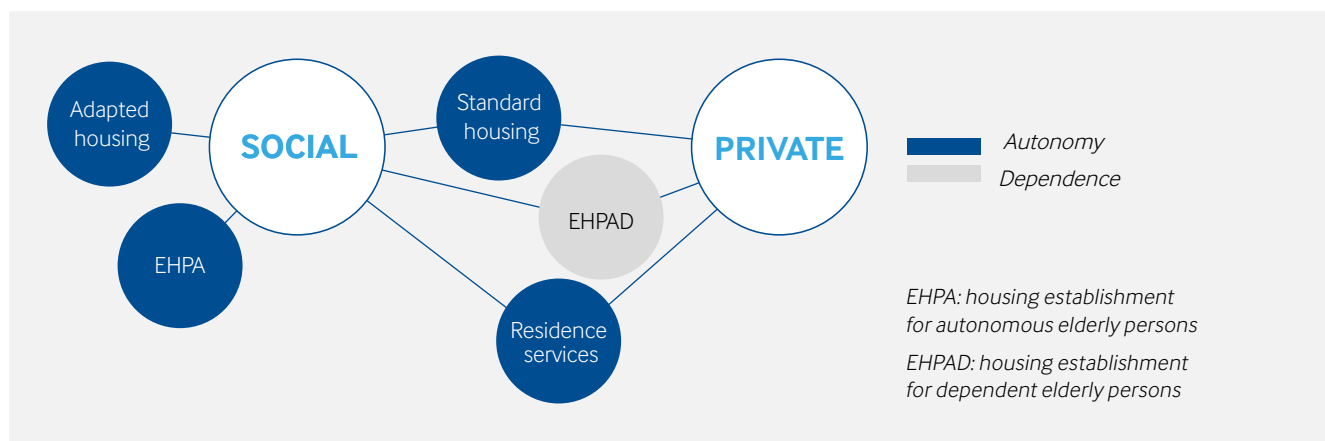 Adapted
housing
SOCIAL
Standard
housing
PRIVATE
EHPA
EHPAD
Residence
services
Autonomy
Dependence
EHPA: housing establishment
for autonomous elderly persons
EHPAD: housing establishment
for dependent elderly persons